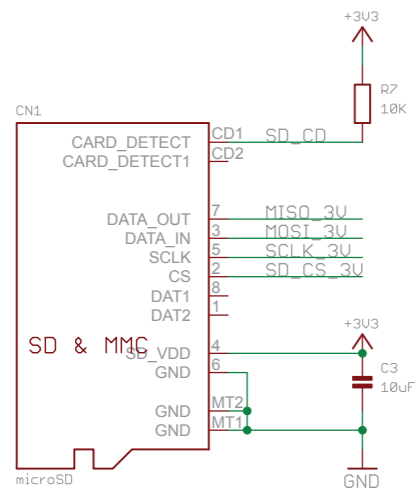 +3V3
R7
10K
CN1
CARD_DETECT CD1 SD_CD
CARD_DETECT1 CD2
DATA_OUT 7 MISO_3V
DATA_IN 3 MOSI_3V
SCLK 5 SCLK_3V
CS 2 SD_CS_3V
DAT1 8
DAT2 1
+3V3
SD & MMC
SD_VDD 4
GND 6
C3
10uF
GND MT2
GND MT1
microSD
GND